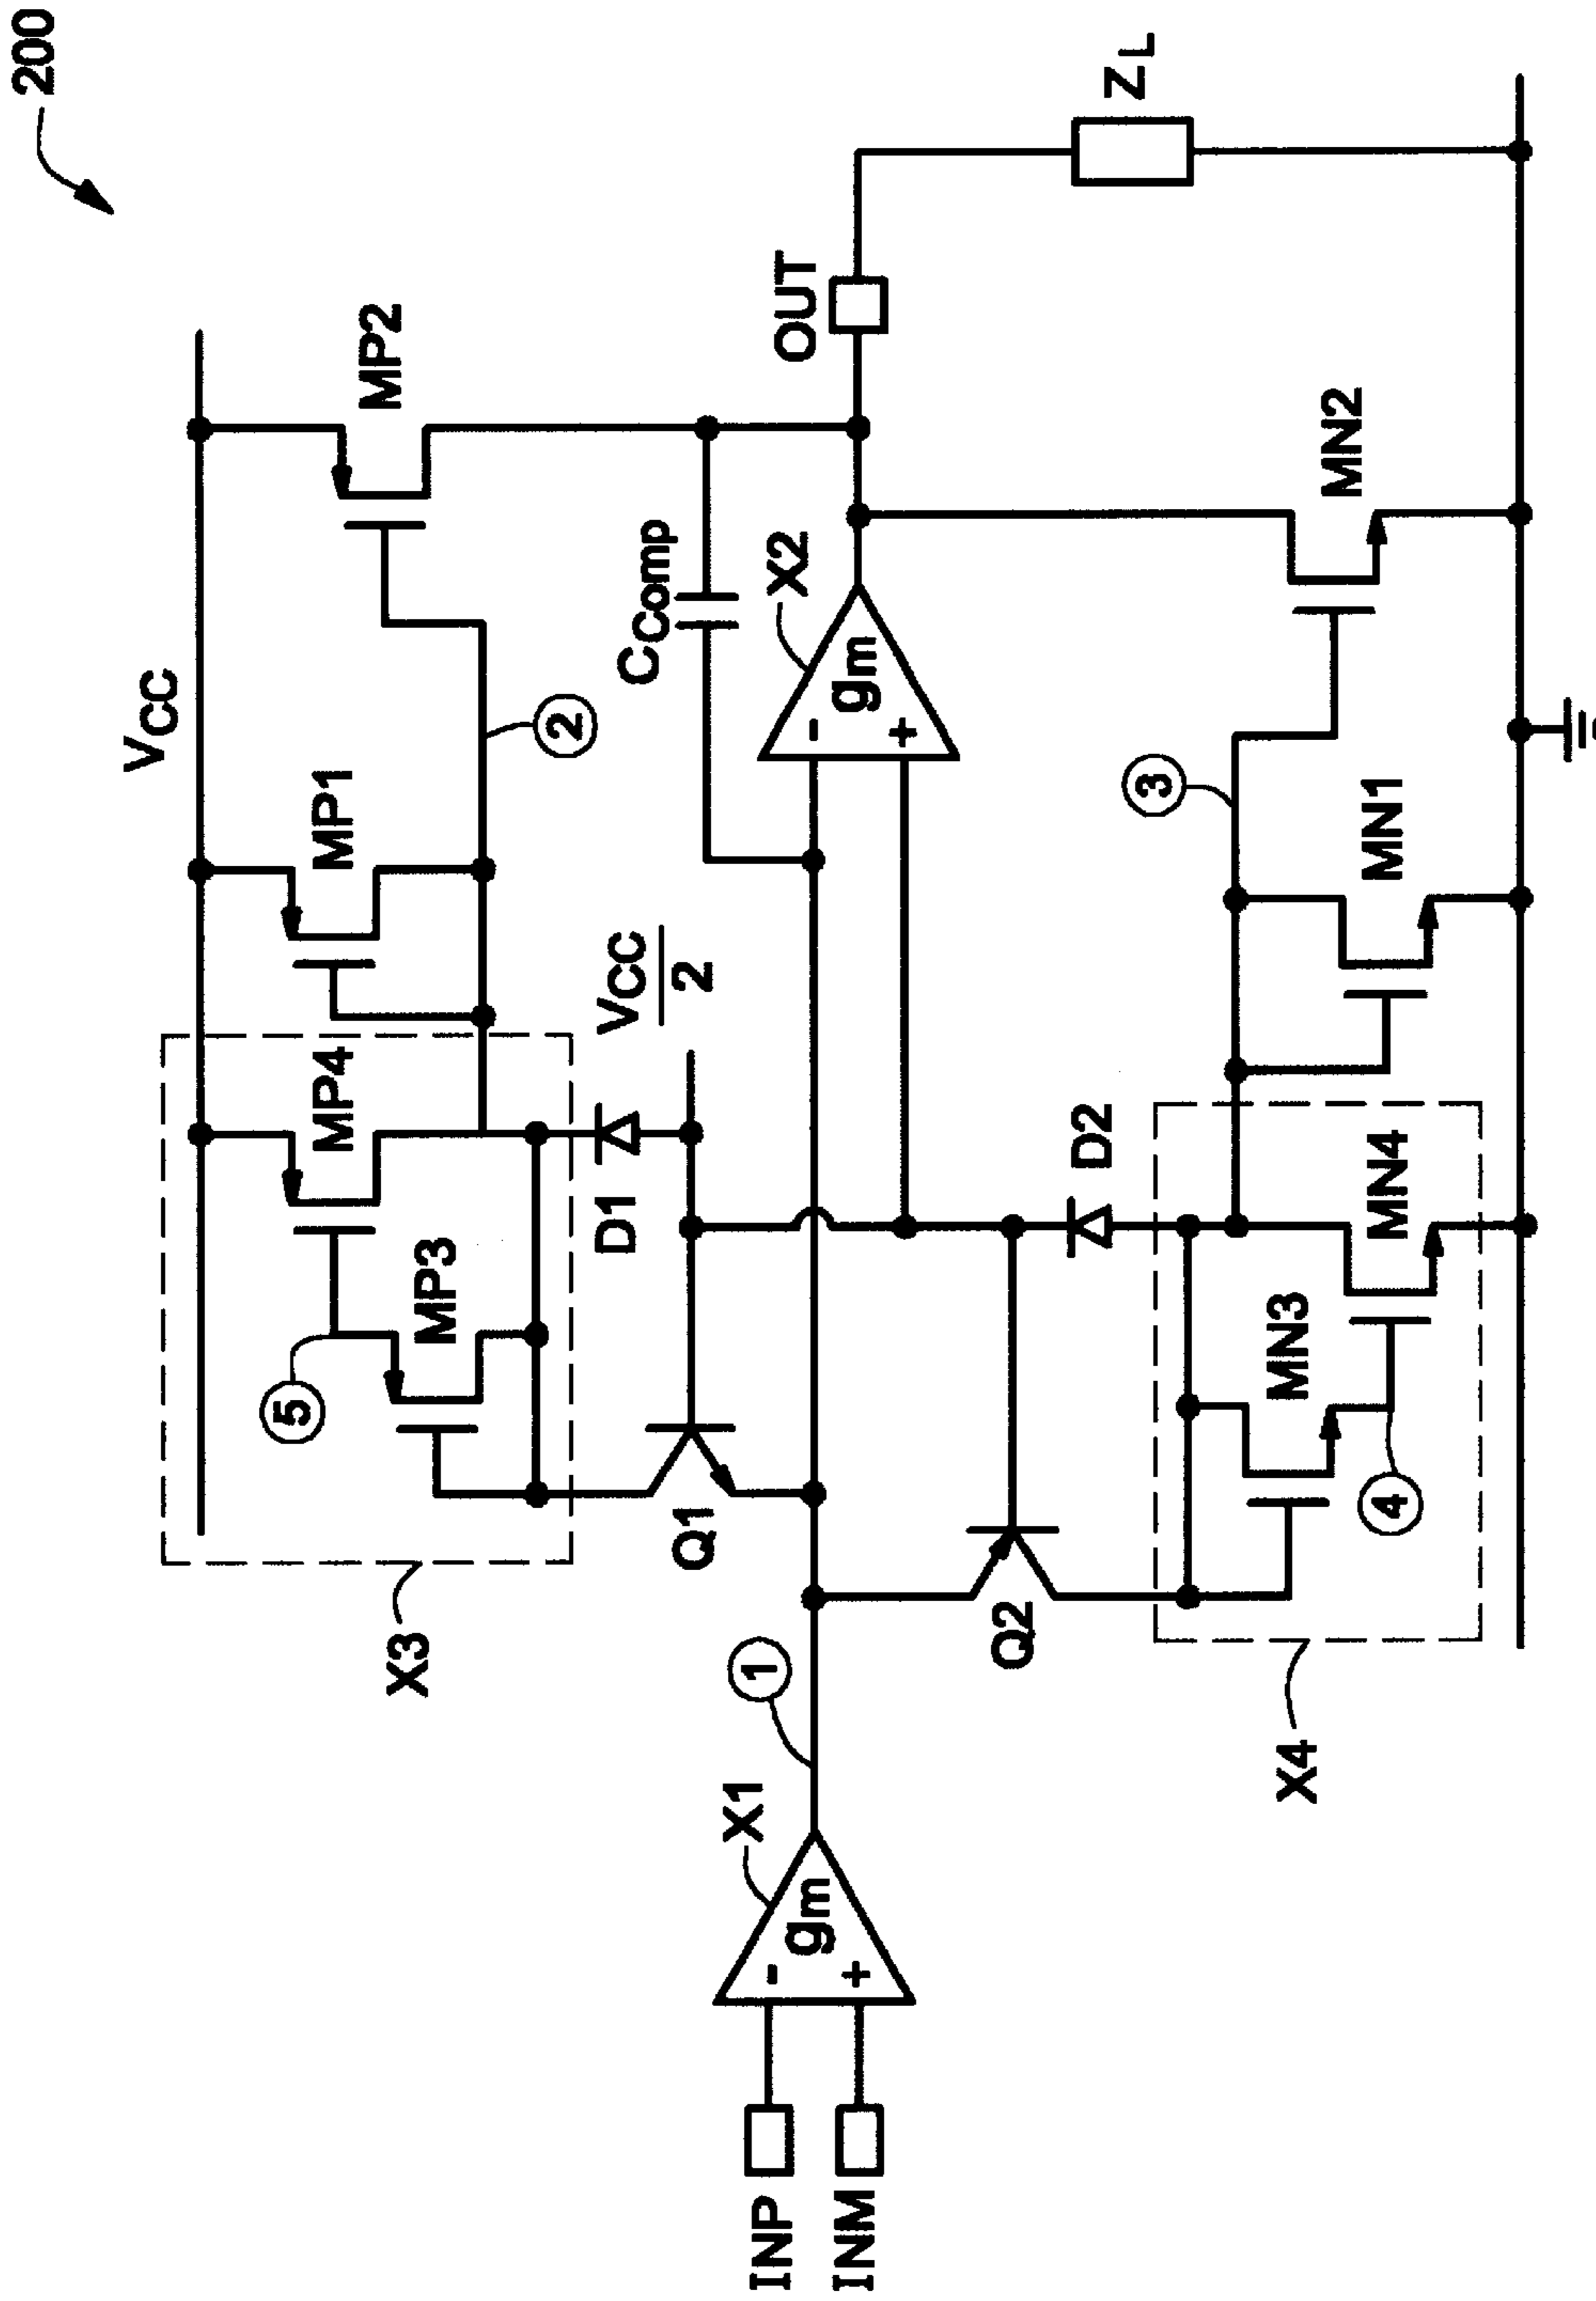 200
VCC
MP1
MP2
MP4
MP3
5
2
X3
D1
VCC
2
CComp
OUT
ZL
Q1
X2
gm
-
+
1
X1
gm
-
+
INP
INM
Q2
D2
3
MN2
MN1
MN4
MN3
4
X4